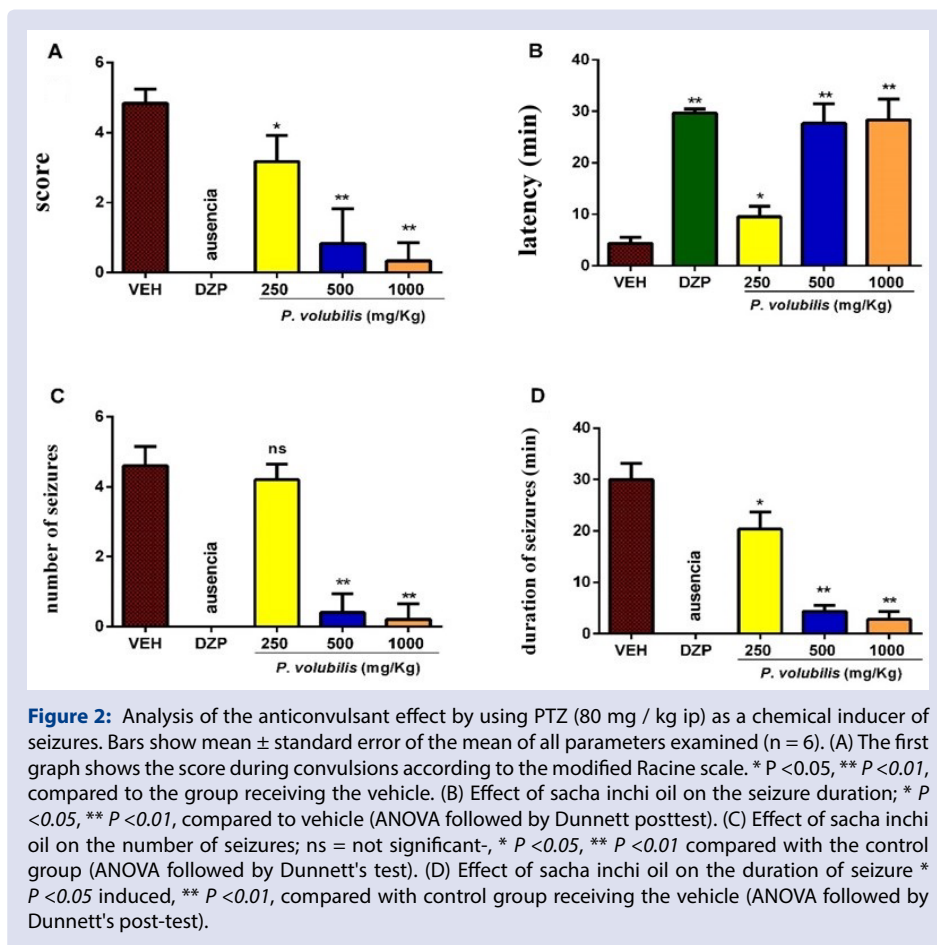 A
6
4
2
0
score
*
**
**
ausencia
VEH DZP 250 500 1000
P. volubilis (mg/Kg)
B
40
30
20
10
0
latency (min)
**
*
**
**
VEH DZP 250 500 1000
P. volubilis (mg/Kg)
C
6
4
2
0
number of seizures
ns
**
**
ausencia
VEH DZP 250 500 1000
P. volubilis (mg/Kg)
D
40
30
20
10
0
duration of seizures (min)
*
**
**
ausencia
VEH DZP 250 500 1000
P. volubilis (mg/Kg)
Figure 2: Analysis of the anticonvulsant effect by using PTZ (80 mg / kg ip) as a chemical inducer of
seizures. Bars show mean ± standard error of the mean of all parameters examined (n = 6). (A) The first
graph shows the score during convulsions according to the modified Racine scale. * P <0.05, ** P <0.01,
compared to the group receiving the vehicle. (B) Effect of sacha inchi oil on the seizure duration; * P
<0.05, ** P <0.01, compared to vehicle (ANOVA followed by Dunnett posttest). (C) Effect of sacha inchi
oil on the number of seizures; ns = not significant-, * P <0.05, ** P <0.01 compared with the control
group (ANOVA followed by Dunnett's test). (D) Effect of sacha inchi oil on the duration of seizure *
P <0.05 induced, ** P <0.01, compared with control group receiving the vehicle (ANOVA followed by
Dunnett's post-test).